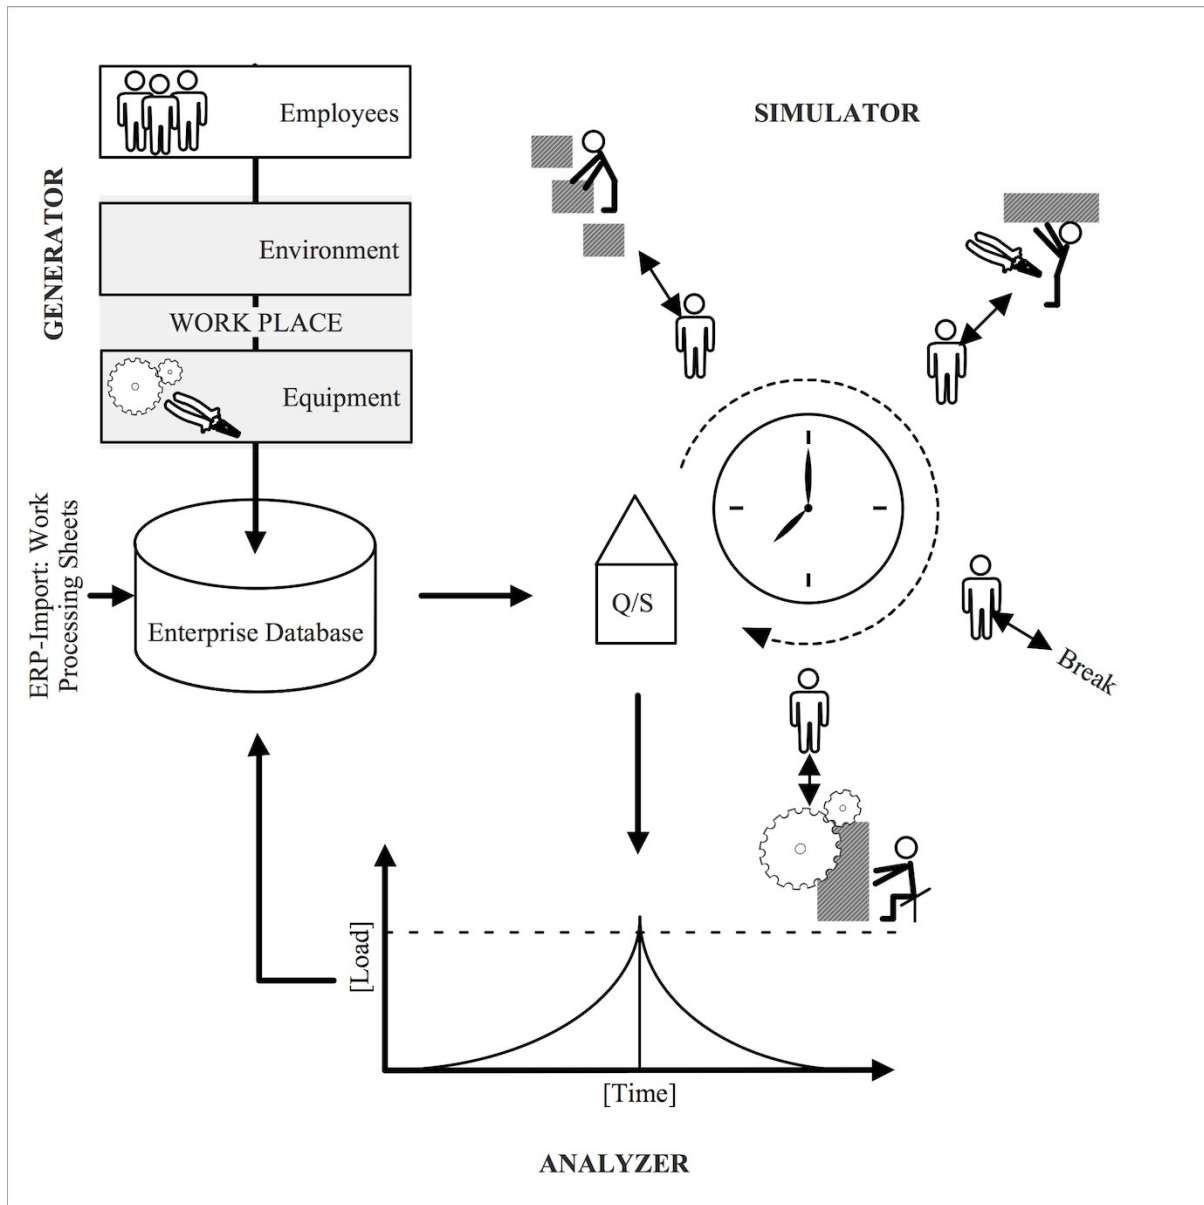 Employees
SIMULATOR
GENERATOR
Environment
WORK PLACE
Equipment
ERP-Import: Work
Processing Sheets
Enterprise Database
Q/S
Break
[Load]
[Time]
ANALYZER